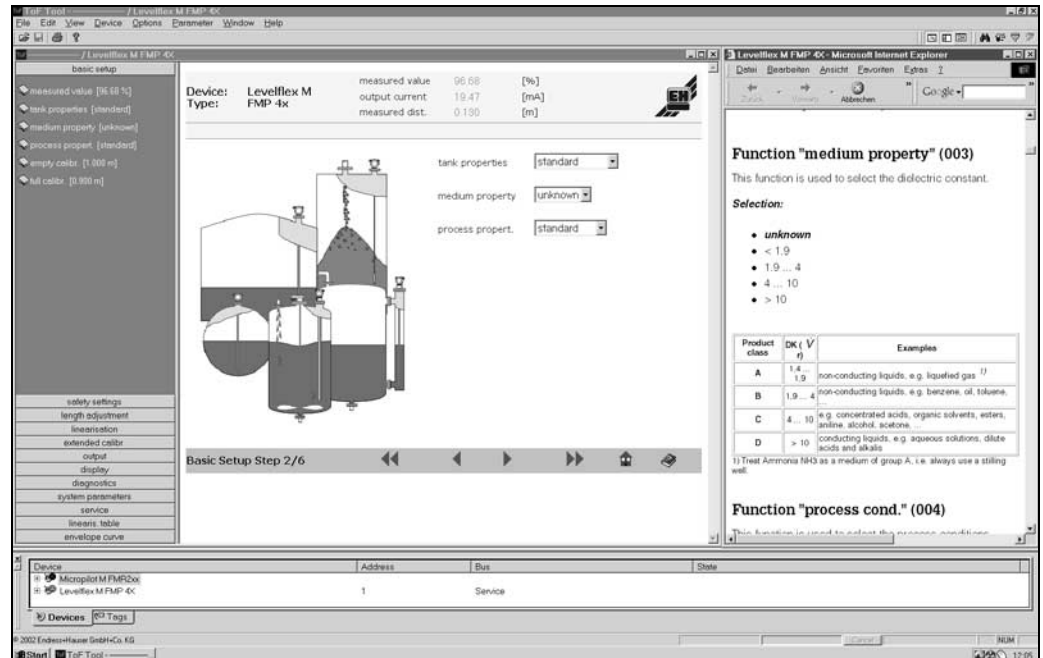 ToF Tool - ---------- / Levelflex M FMP 4X
File Edit View Device Options Parameter Window Help
---------- / Levelflex M FMP 4X
basic setup
measured value [96.68 %]
tank properties [standard]
medium property [unknown]
process propert. [standard]
empty calibr. [1.000 m]
full calibr. [0.900 m]
safety settings
length adjustment
linearisation
extended calibr
output
display
diagnostics
system parameters
service
linearis. table
envelope curve
Device: Levelflex M
Type: FMP 4x
measured value 96.68 [%]
output current 19.47 [mA]
measured dist. 0.130 [m]
EH
tank properties standard
medium property unknown
process propert. standard
Basic Setup Step 2/6
Levelflex M FMP 4X - Microsoft Internet Explorer
Datei Bearbeiten Ansicht Favoriten Extras ?
Zurück Vorwärts Abbrechen Google
Function "medium property" (003)
This function is used to select the dielectric constant.
Selection:
• unknown
• < 1.9
• 1.9 ... 4
• 4 ... 10
• > 10
Product class DK ( V r) Examples
A 1.4 ... 1.9 non-conducting liquids, e.g. liquefied gas 1)
B 1.9 ... 4 non-conducting liquids, e.g. benzene, oil, toluene, ...
C 4 ... 10 e.g. concentrated acids, organic solvents, esters, aniline, alcohol, acetone, ...
D > 10 conducting liquids, e.g. aqueous solutions, dilute acids and alkalis
1) Treat Ammonia NH3 as a medium of group A, i.e. always use a stilling
well.
Function "process cond." (004)
This function is used to select the process conditions
Device Address Bus State
Micropilot M FMR2xx
Levelflex M FMP 4X 1 Service
Devices Tags
© 2002 Endress+Hauser GmbH+Co. KG
Cancel
NUM
Start ToF Tool - ----------
12:05